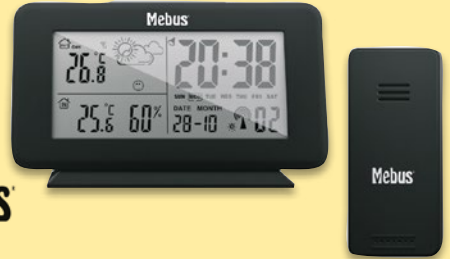 Mebus
26.8 °C
20:38
SUN MON TUE WED THU FRI SAT
25.6 °C 60%
DATE MONTH
28-10 02
Mebus
S